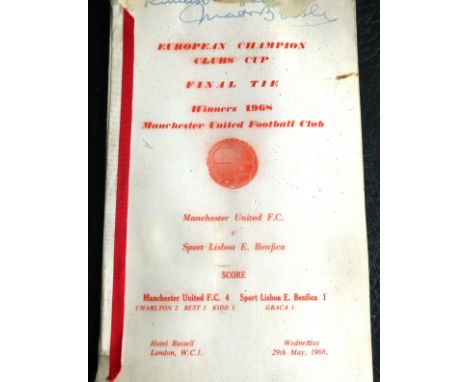 Matt Busby
EUROPEAN CHAMPION
CLUBS CUP
FINAL TIE
Winners 1968
Manchester United Football Club
Manchester United F.C.
v
Sport Lisboa E. Benfica
SCORE
Manchester United F.C. 4 Sport Lisboa E. Benfica 1
CHARLTON 2 BEST 1 KIDD 1 GRACA 1
Hotel Russell Wednesday
London, W.C.1. 29th May, 1968.